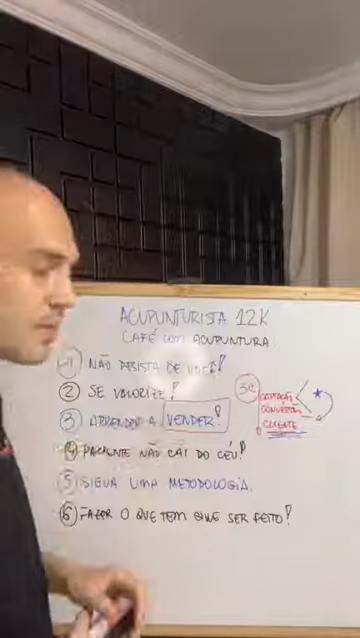 ACUPUNTURISTA 12K
CAFÉ com ACUPUNTURA
1 NÃO DESISTA DE VOCÊ!
2 SE VALORIZE!
3 APRENDER A VENDER!
4 PACIENTE NÃO CAI DO CÉU!
5 SIGUA UMA METODOLOGIA.
6 FAZER O QUE TEM QUE SER FEITO!
3C
CAPTAÇÃO
CONVERSÃO
CLIENTE